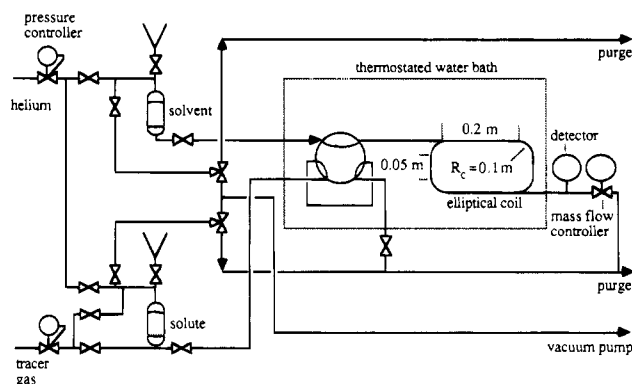 pressure
controller
helium
solvent
purge
thermostated water bath
0.2 m
0.05 m
R_c = 0.1 m
elliptical coil
detector
mass flow
controller
purge
solute
tracer
gas
vacuum pump